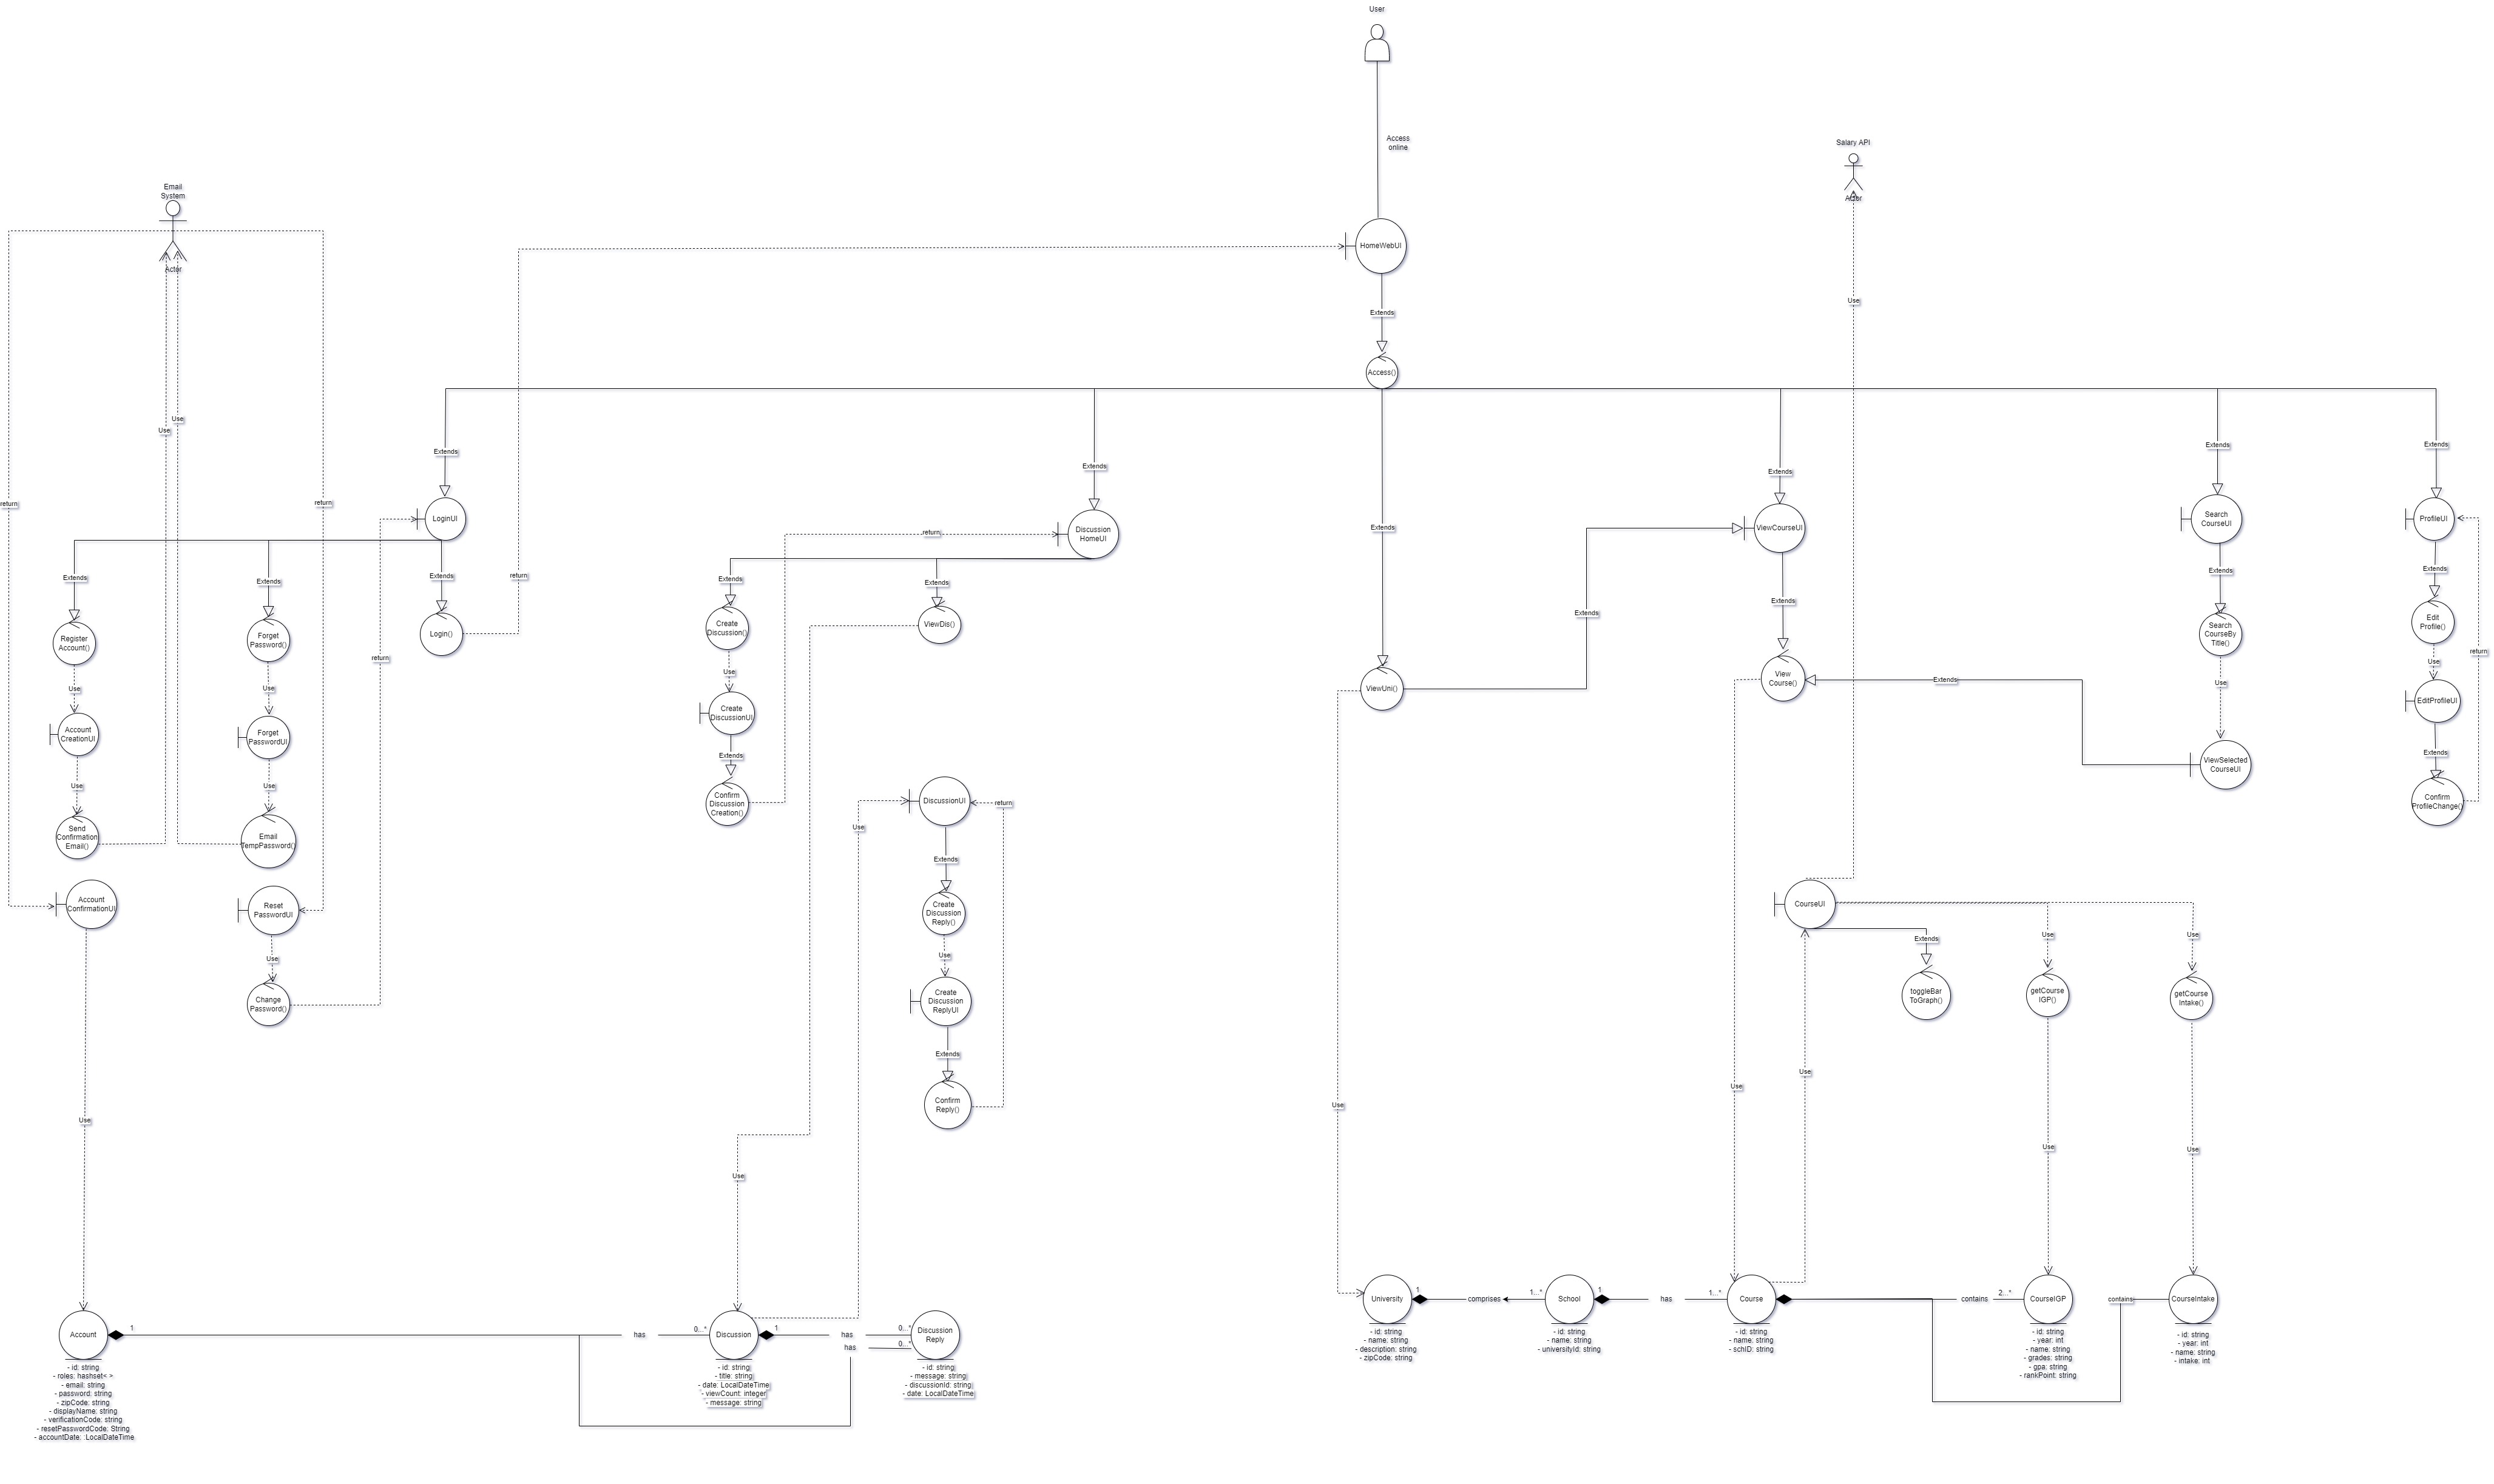 User
Access
online
Salary API
Actor
Email
System
Actor
HomeWebUI
Use
Extends
Access()
Use
Use
Extends
Extends
Extends
Extends
Extends
Extends
return
return
LoginUI
Discussion
HomeUI
return
Extends
ViewCourseUI
Search
CourseUI
ProfileUI
Extends
Extends
Extends
return
Extends
Extends
Extends
Extends
Extends
Extends
Register
Account()
Forget
Password()
Login()
Create
Discussion()
ViewDis()
Search
CourseBy
Title()
Edit
Profile()
return
return
Use
Use
Use
ViewUni()
View
Course()
Extends
Use
Use
Account
CreationUI
Forget
PasswordUI
Create
DiscussionUI
EditProfileUI
Use
Use
Extends
ViewSelected
CourseUI
Extends
Send
Confirmation
Email()
Email
TempPassword()
Confirm
Discussion
Creation()
DiscussionUI
return
Use
Confirm
ProfileChange()
Extends
Account
ConfirmationUI
Reset
PasswordUI
Create
Discussion
Reply()
CourseUI
Use
Use
Extends
Use
Use
Change
Password()
Create
Discussion
ReplyUI
toggleBar
ToGraph()
getCourse
IGP()
getCourse
Intake()
Extends
Use
Use
Confirm
Reply()
Use
Use
Use
Use
Use
University
1
comprises
1...*
School
1
has
1...*
Course
contains
2...*
CourseIGP
contains
CourseIntake
Account
1
has
0...*
Discussion
1
has
0...*
has
0...*
Discussion
Reply
- id: string
- name: string
- description: string
- zipCode: string
- id: string
- name: string
- universityId: string
- id: string
- name: string
- schID: string
- id: string
- year: int
- name: string
- grades: string
- gpa: string
- rankPoint: string
- id: string
- year: int
- name: string
- intake: int
- id: string
- roles: hashset< >
- email: string
- password: string
- zipCode: string
- displayName: string
- verificationCode: string
- resetPasswordCode: String
- accountDate:  LocalDateTime
- id: string
- title: string
- date: LocalDateTime
- viewCount: integer
- message: string
- id: string
- message: string
- discussionId: string
- date: LocalDateTime